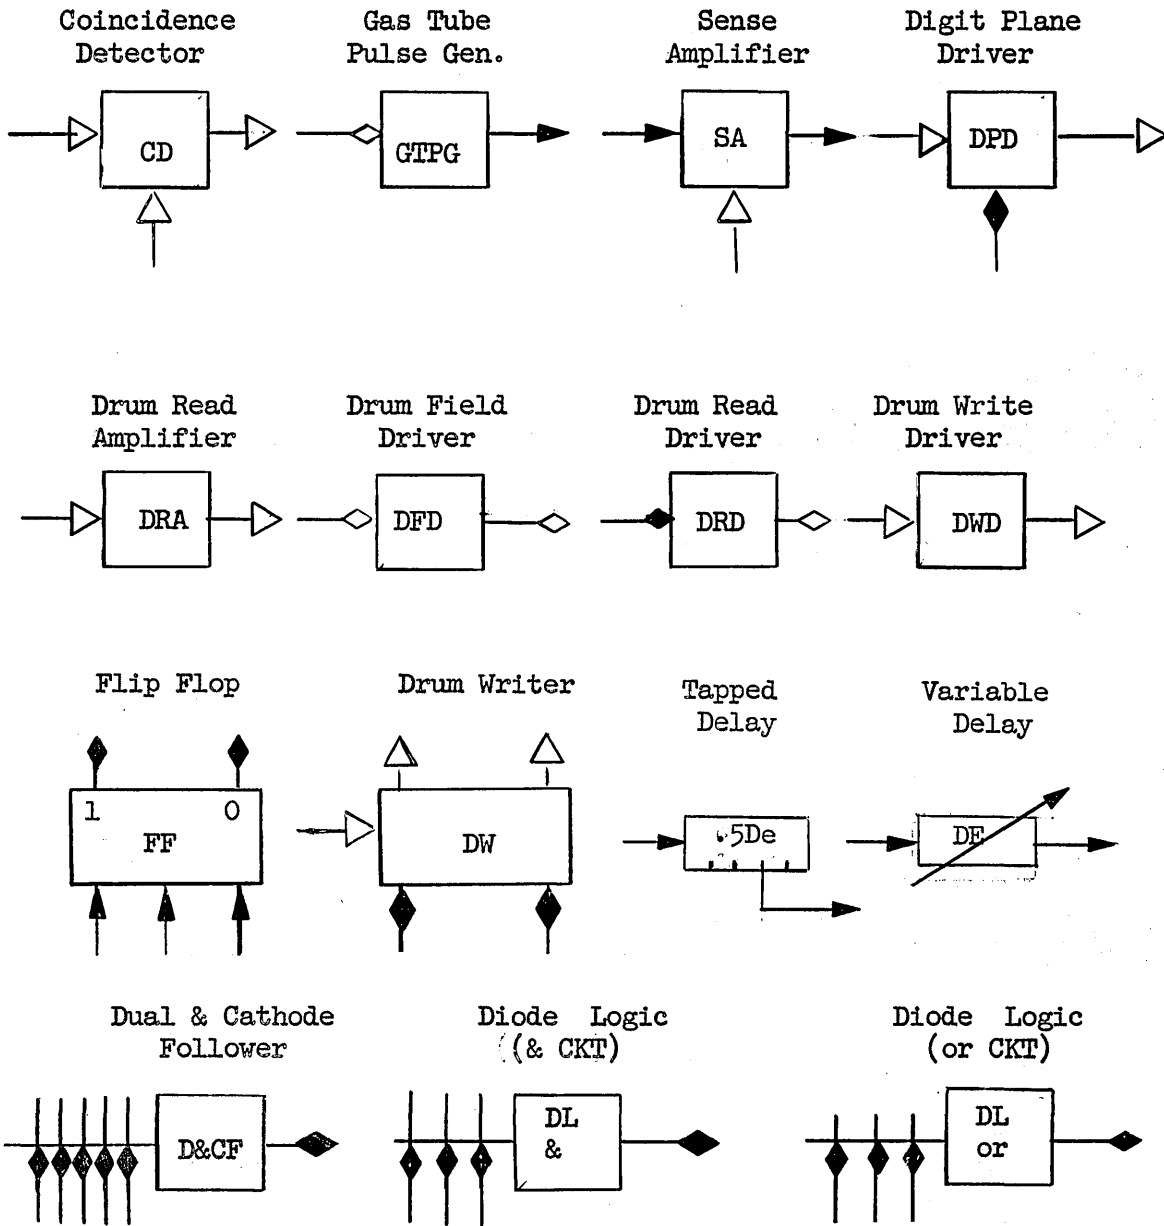 Coincidence
Detector
Gas Tube
Pulse Gen.
Sense
Amplifier
Digit Plane
Driver
CD
GTPG
SA
DPD
Drum Read
Amplifier
Drum Field
Driver
Drum Read
Driver
Drum Write
Driver
DRA
DFD
DRD
DWD
Flip Flop
Drum Writer
Tapped
Delay
Variable
Delay
1 0
FF
DW
.5De
DE
Dual & Cathode
Follower
Diode Logic
(& CKT)
Diode Logic
(or CKT)
D&CF
DL
&
DL
or